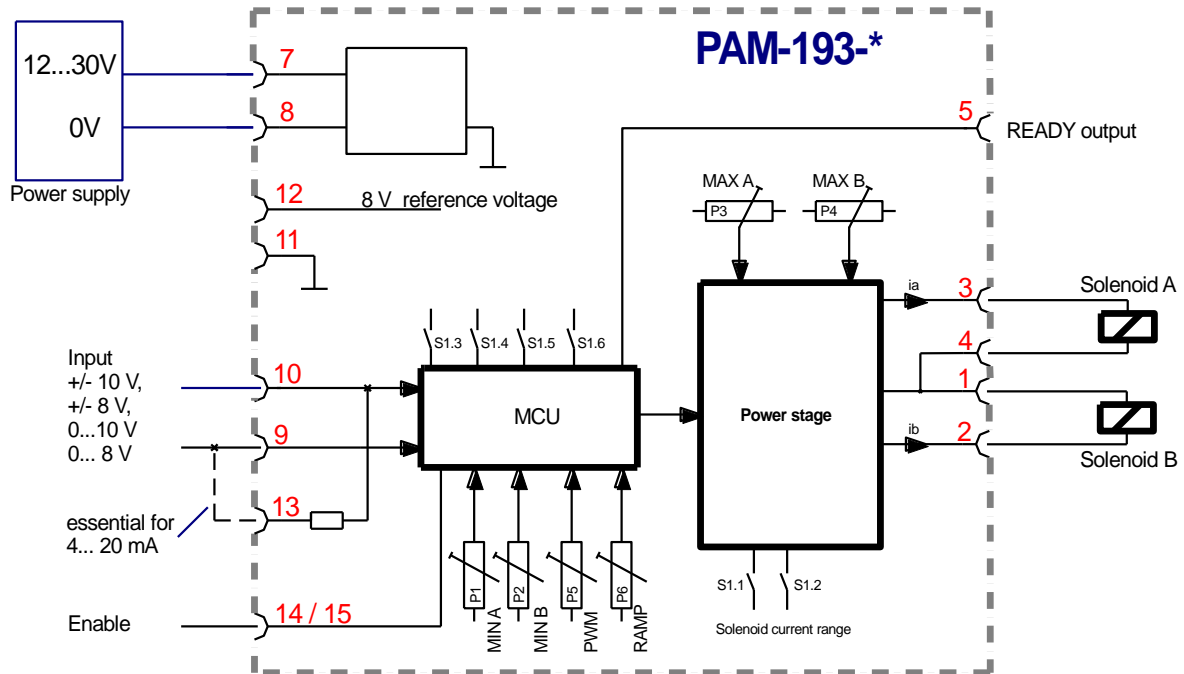 PAM-193-*
12...30V
0V
Power supply
7
8
12
8 V reference voltage
11
5
READY output
MAX A
P3
MAX B
P4
S1.3
S1.4
S1.5
S1.6
Input
+/- 10 V,
+/- 8 V,
0...10 V
0... 8 V
10
9
13
essential for
4... 20 mA
MCU
Power stage
ia
3
Solenoid A
4
1
ib
2
Solenoid B
P1
MIN A
P2
MIN B
P5
PWM
P6
RAMP
S1.1
S1.2
Solenoid current range
Enable
14 / 15